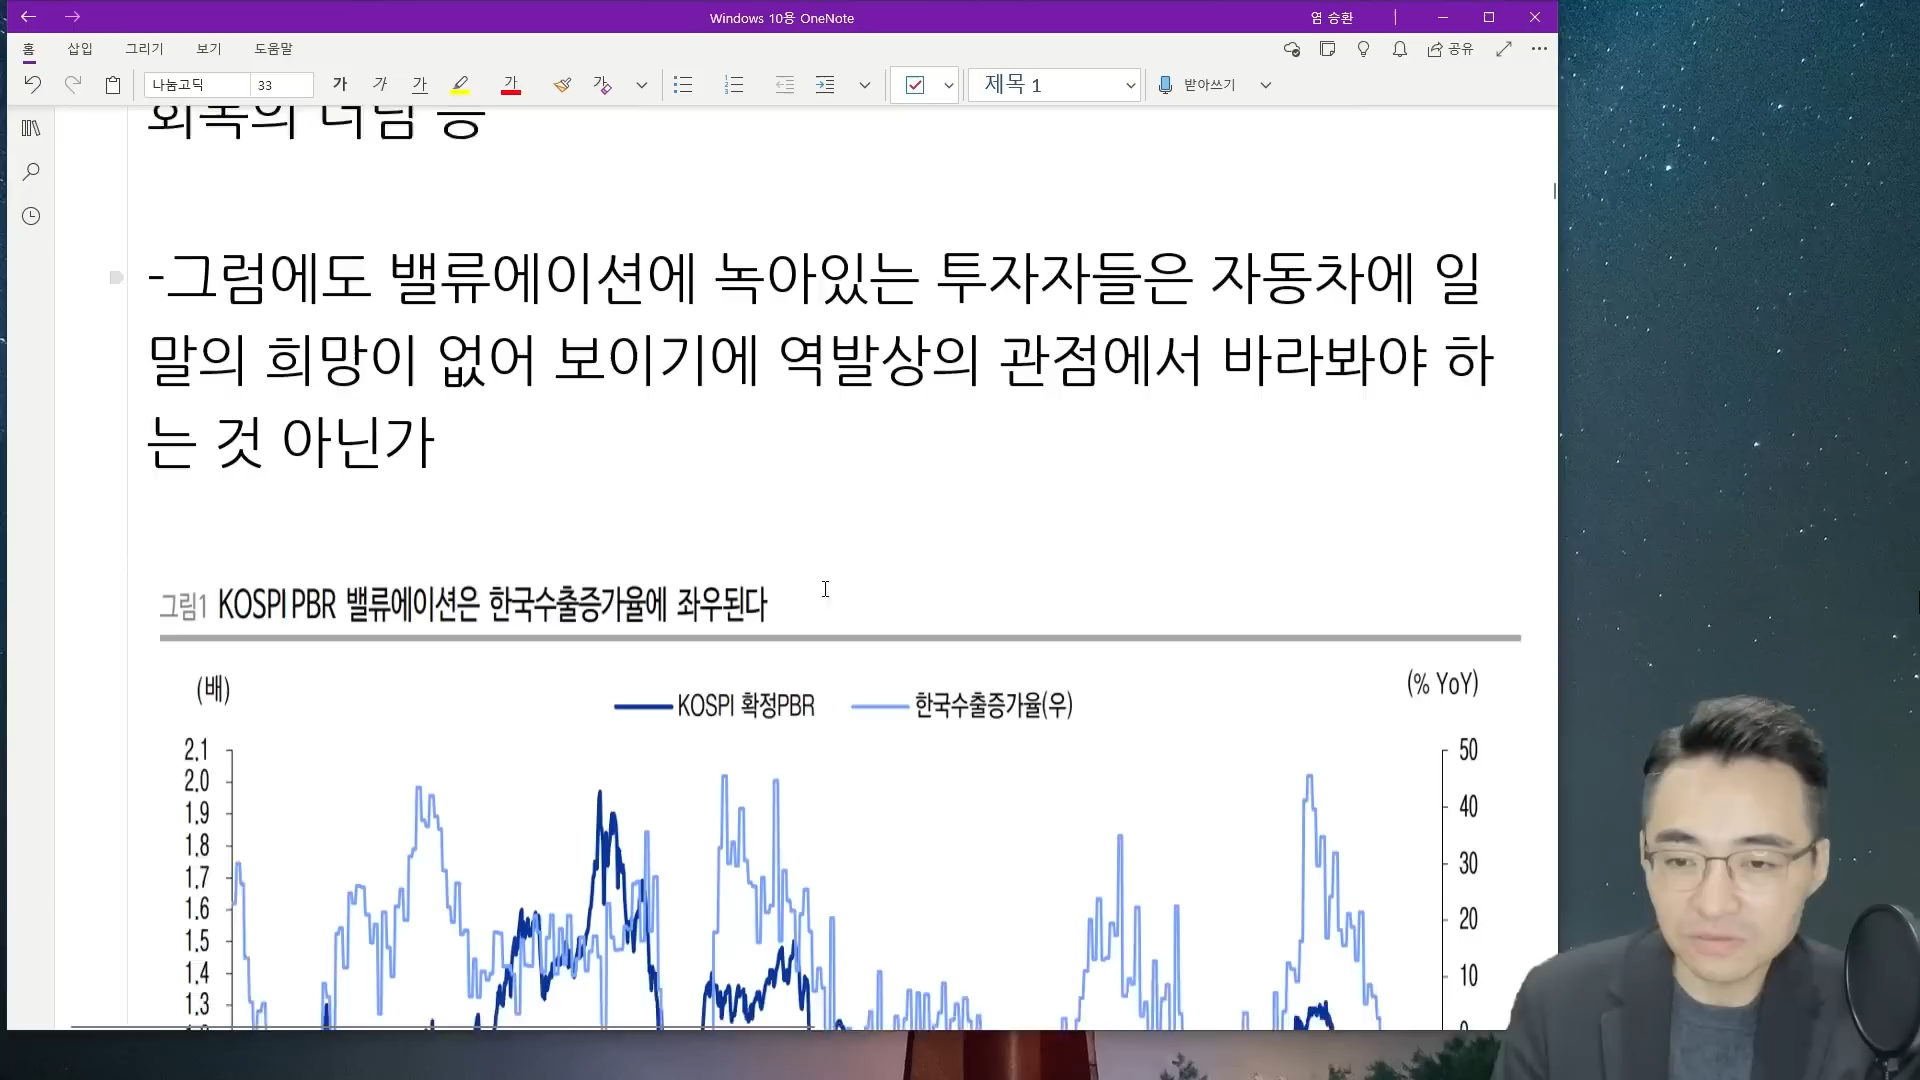 Windows 10용 OneNote
염 승환
홈 삽입 그리기 보기 도움말
공유
나눔고딕 33 가 가 가 가 가 제목 1 받아쓰기
회복의 더딤 등
-그럼에도 밸류에이션에 녹아있는 투자자들은 자동차에 일
말의 희망이 없어 보이기에 역발상의 관점에서 바라봐야 하
는 것 아닌가
그림1 KOSPI PBR 밸류에이션은 한국수출증가율에 좌우된다
(배) (% YoY)
KOSPI 확정PBR 한국수출증가율(우)
2.1 50
2.0
1.9 40
1.8
1.7 30
1.6
1.5 20
1.4 10
1.3
0